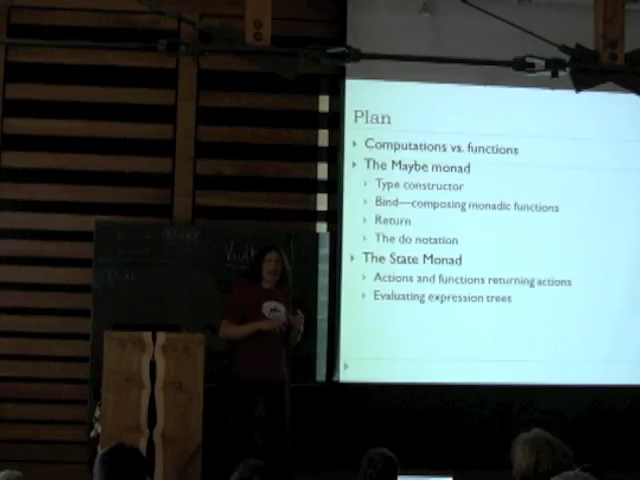 Plan
Computations vs. functions
The Maybe monad
Type constructor
Bind—composing monadic functions
Return
The do notation
The State Monad
Actions and functions returning actions
Evaluating expression trees